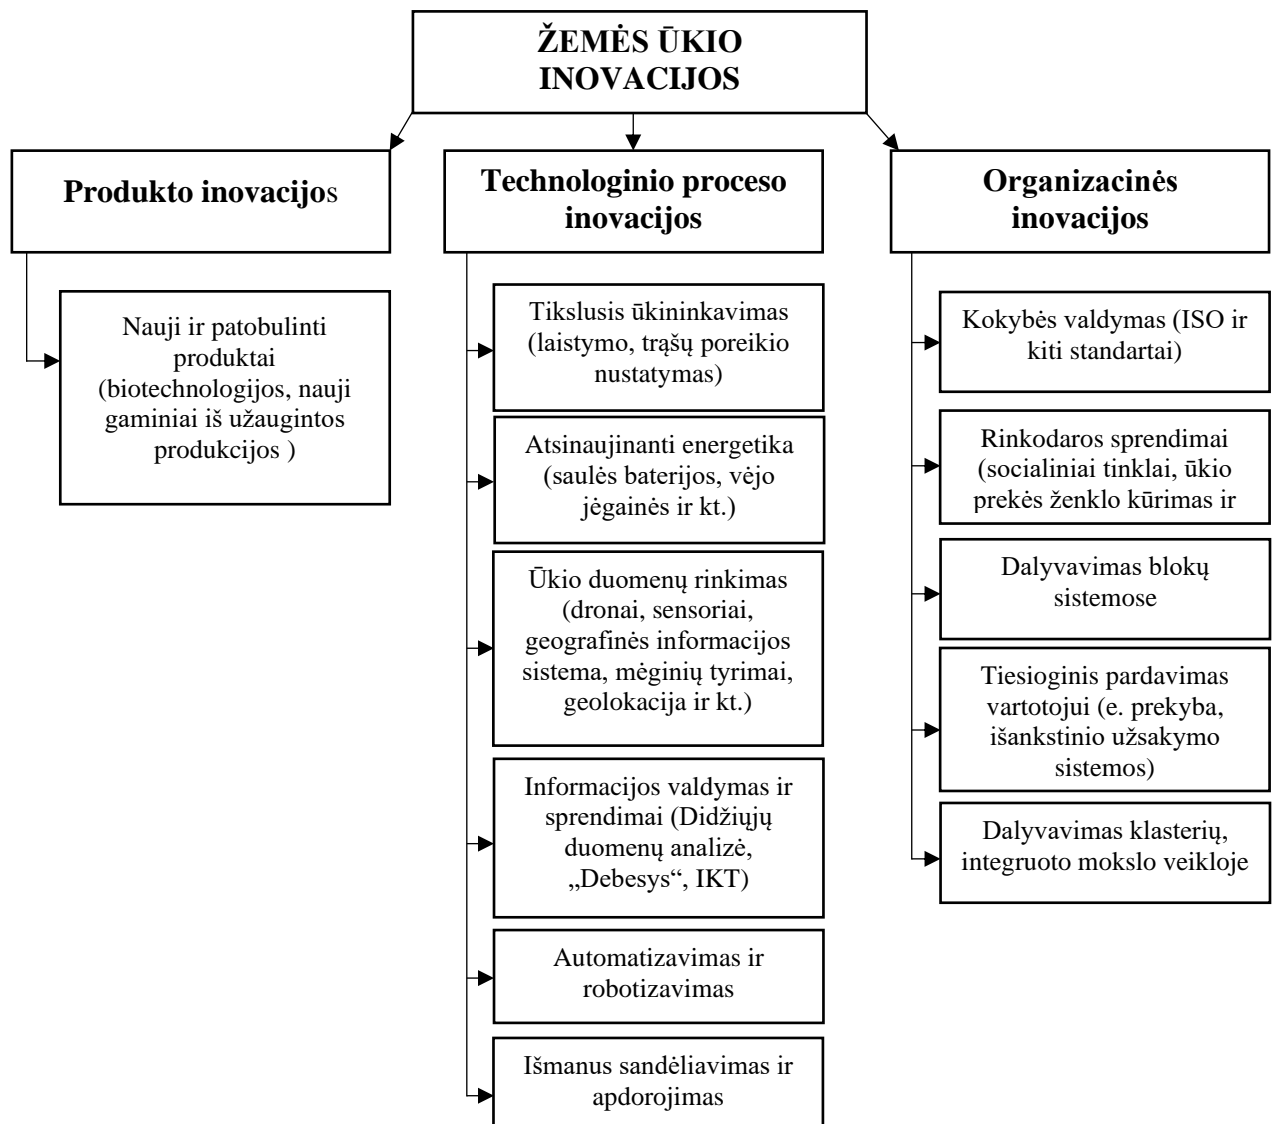 ŽEMĖS ŪKIO
INOVACIJOS
Produkto inovacijos
Nauji ir patobulinti
produktai
(biotechnologijos, nauji
gaminiai iš užaugintos
produkcijos )
Technologinio proceso
inovacijos
Tikslusis ūkininkavimas
(laistymo, trąšų poreikio
nustatymas)
Atsinaujinanti energetika
(saulės baterijos, vėjo
jėgainės ir kt.)
Ūkio duomenų rinkimas
(dronai, sensoriai,
geografinės informacijos
sistema, mėginių tyrimai,
geolokacija ir kt.)
Informacijos valdymas ir
sprendimai (Didžiųjų
duomenų analizė,
„Debesys“, IKT)
Automatizavimas ir
robotizavimas
Išmanus sandėliavimas ir
apdorojimas
Organizacinės
inovacijos
Kokybės valdymas (ISO ir
kiti standartai)
Rinkodaros sprendimai
(socialiniai tinklai, ūkio
prekės ženklo kūrimas ir
Dalyvavimas blokų
sistemose
Tiesioginis pardavimas
vartotojui (e. prekyba,
išankstinio užsakymo
sistemos)
Dalyvavimas klasterių,
integruoto mokslo veikloje